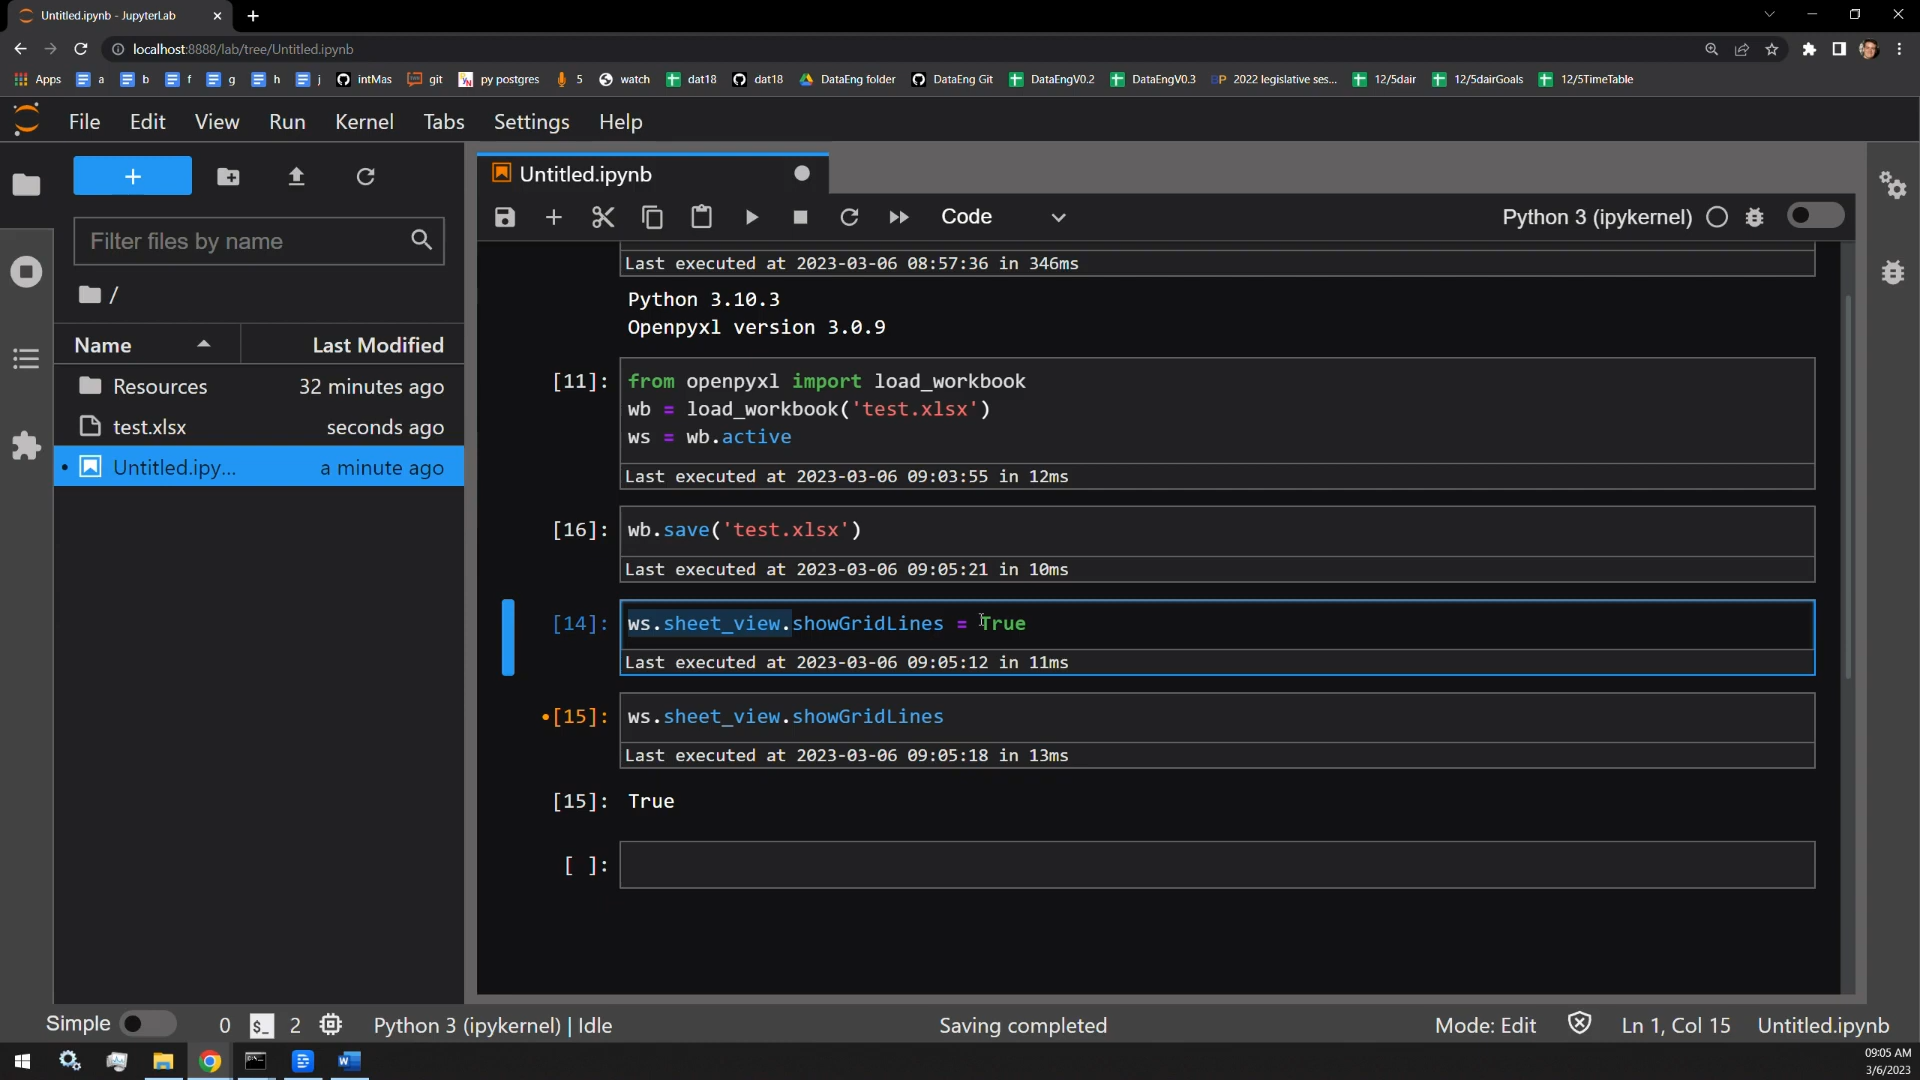 Untitled.ipynb - JupyterLab
localhost:8888/lab/tree/Untitled.ipynb
Apps a b f g h j intMas git py postgres 5 watch dat18 dat18 DataEng folder DataEng Git DataEngV0.2 DataEngV0.3 BP 2022 legislative ses... 12/5dair 12/5dairGoals 12/5TimeTable
File Edit View Run Kernel Tabs Settings Help
+
Untitled.ipynb
Filter files by name
Code
Python 3 (ipykernel)
/
Name Last Modified
Resources 32 minutes ago
test.xlsx seconds ago
• Untitled.ipy... a minute ago
Last executed at 2023-03-06 08:57:36 in 346ms
Python 3.10.3
Openpyxl version 3.0.9
[11]: from openpyxl import load_workbook
wb = load_workbook('test.xlsx')
ws = wb.active
Last executed at 2023-03-06 09:03:55 in 12ms
[16]: wb.save('test.xlsx')
Last executed at 2023-03-06 09:05:21 in 10ms
[14]: ws.sheet_view.showGridLines = True
Last executed at 2023-03-06 09:05:12 in 11ms
•[15]: ws.sheet_view.showGridLines
Last executed at 2023-03-06 09:05:18 in 13ms
[15]: True
[ ]:
Simple 0 $_ 2 Python 3 (ipykernel) | Idle Saving completed Mode: Edit Ln 1, Col 15 Untitled.ipynb
09:05 AM
3/6/2023